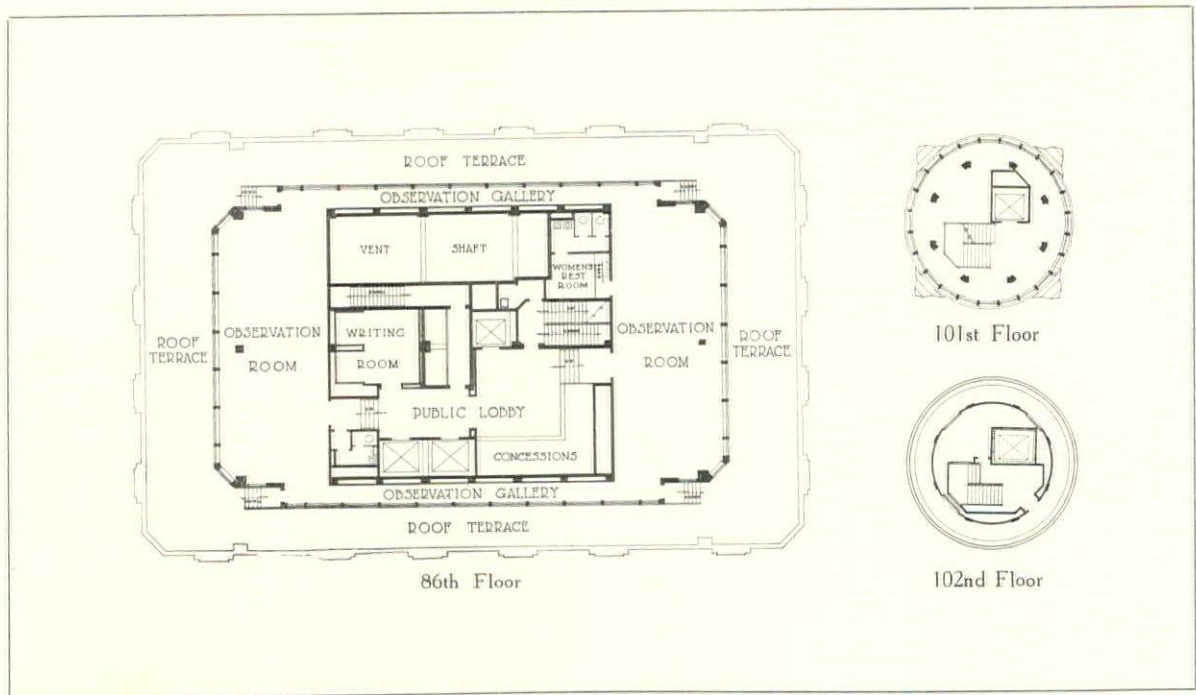 ROOF TERRACE
OBSERVATION GALLERY
VENT
SHAFT
WOMENS
REST
ROOM
WRITING
ROOM
OBSERVATION
ROOM
OBSERVATION
ROOM
ROOF
TERRACE
ROOF
TERRACE
PUBLIC LOBBY
CONCESSIONS
OBSERVATION GALLERY
ROOF TERRACE
86th Floor
101st Floor
102nd Floor